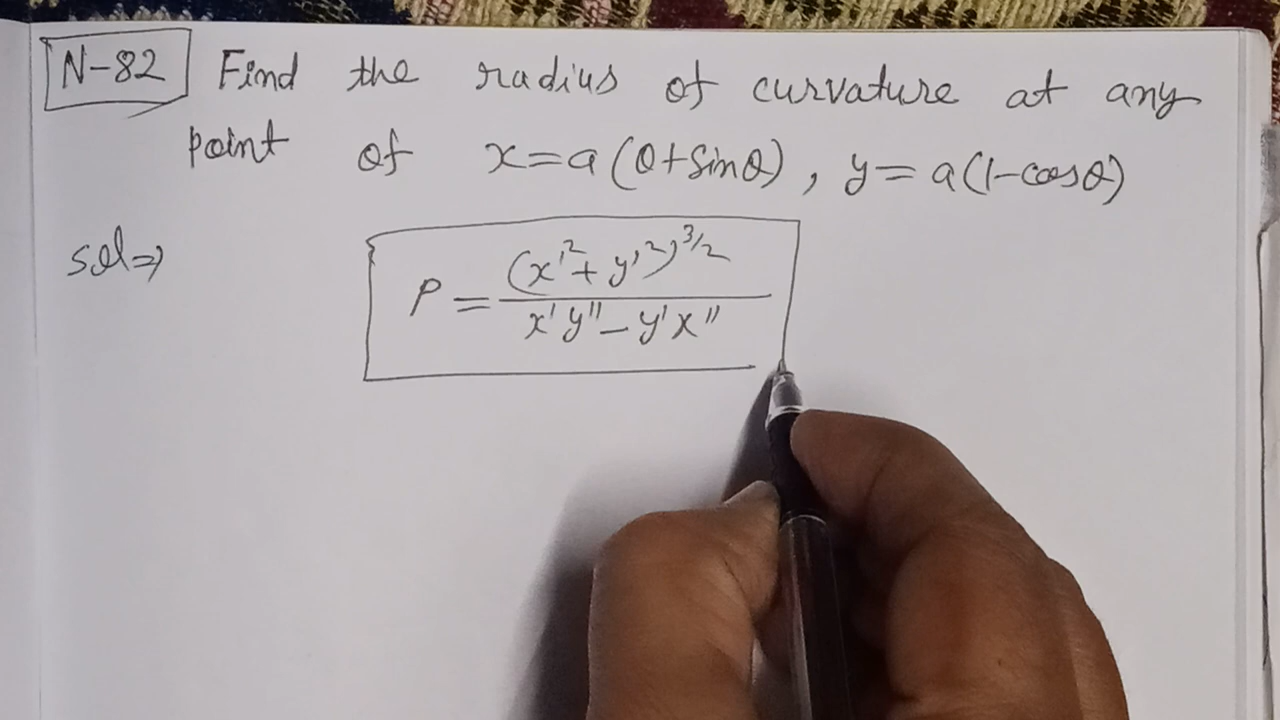 N-82 Find the radius of curvature at any
point of x=a(θ+sinθ), y=a(1-cosθ)
sol⇒
ρ = (x'²+y'²)^3/2 / x'y''-y'x''